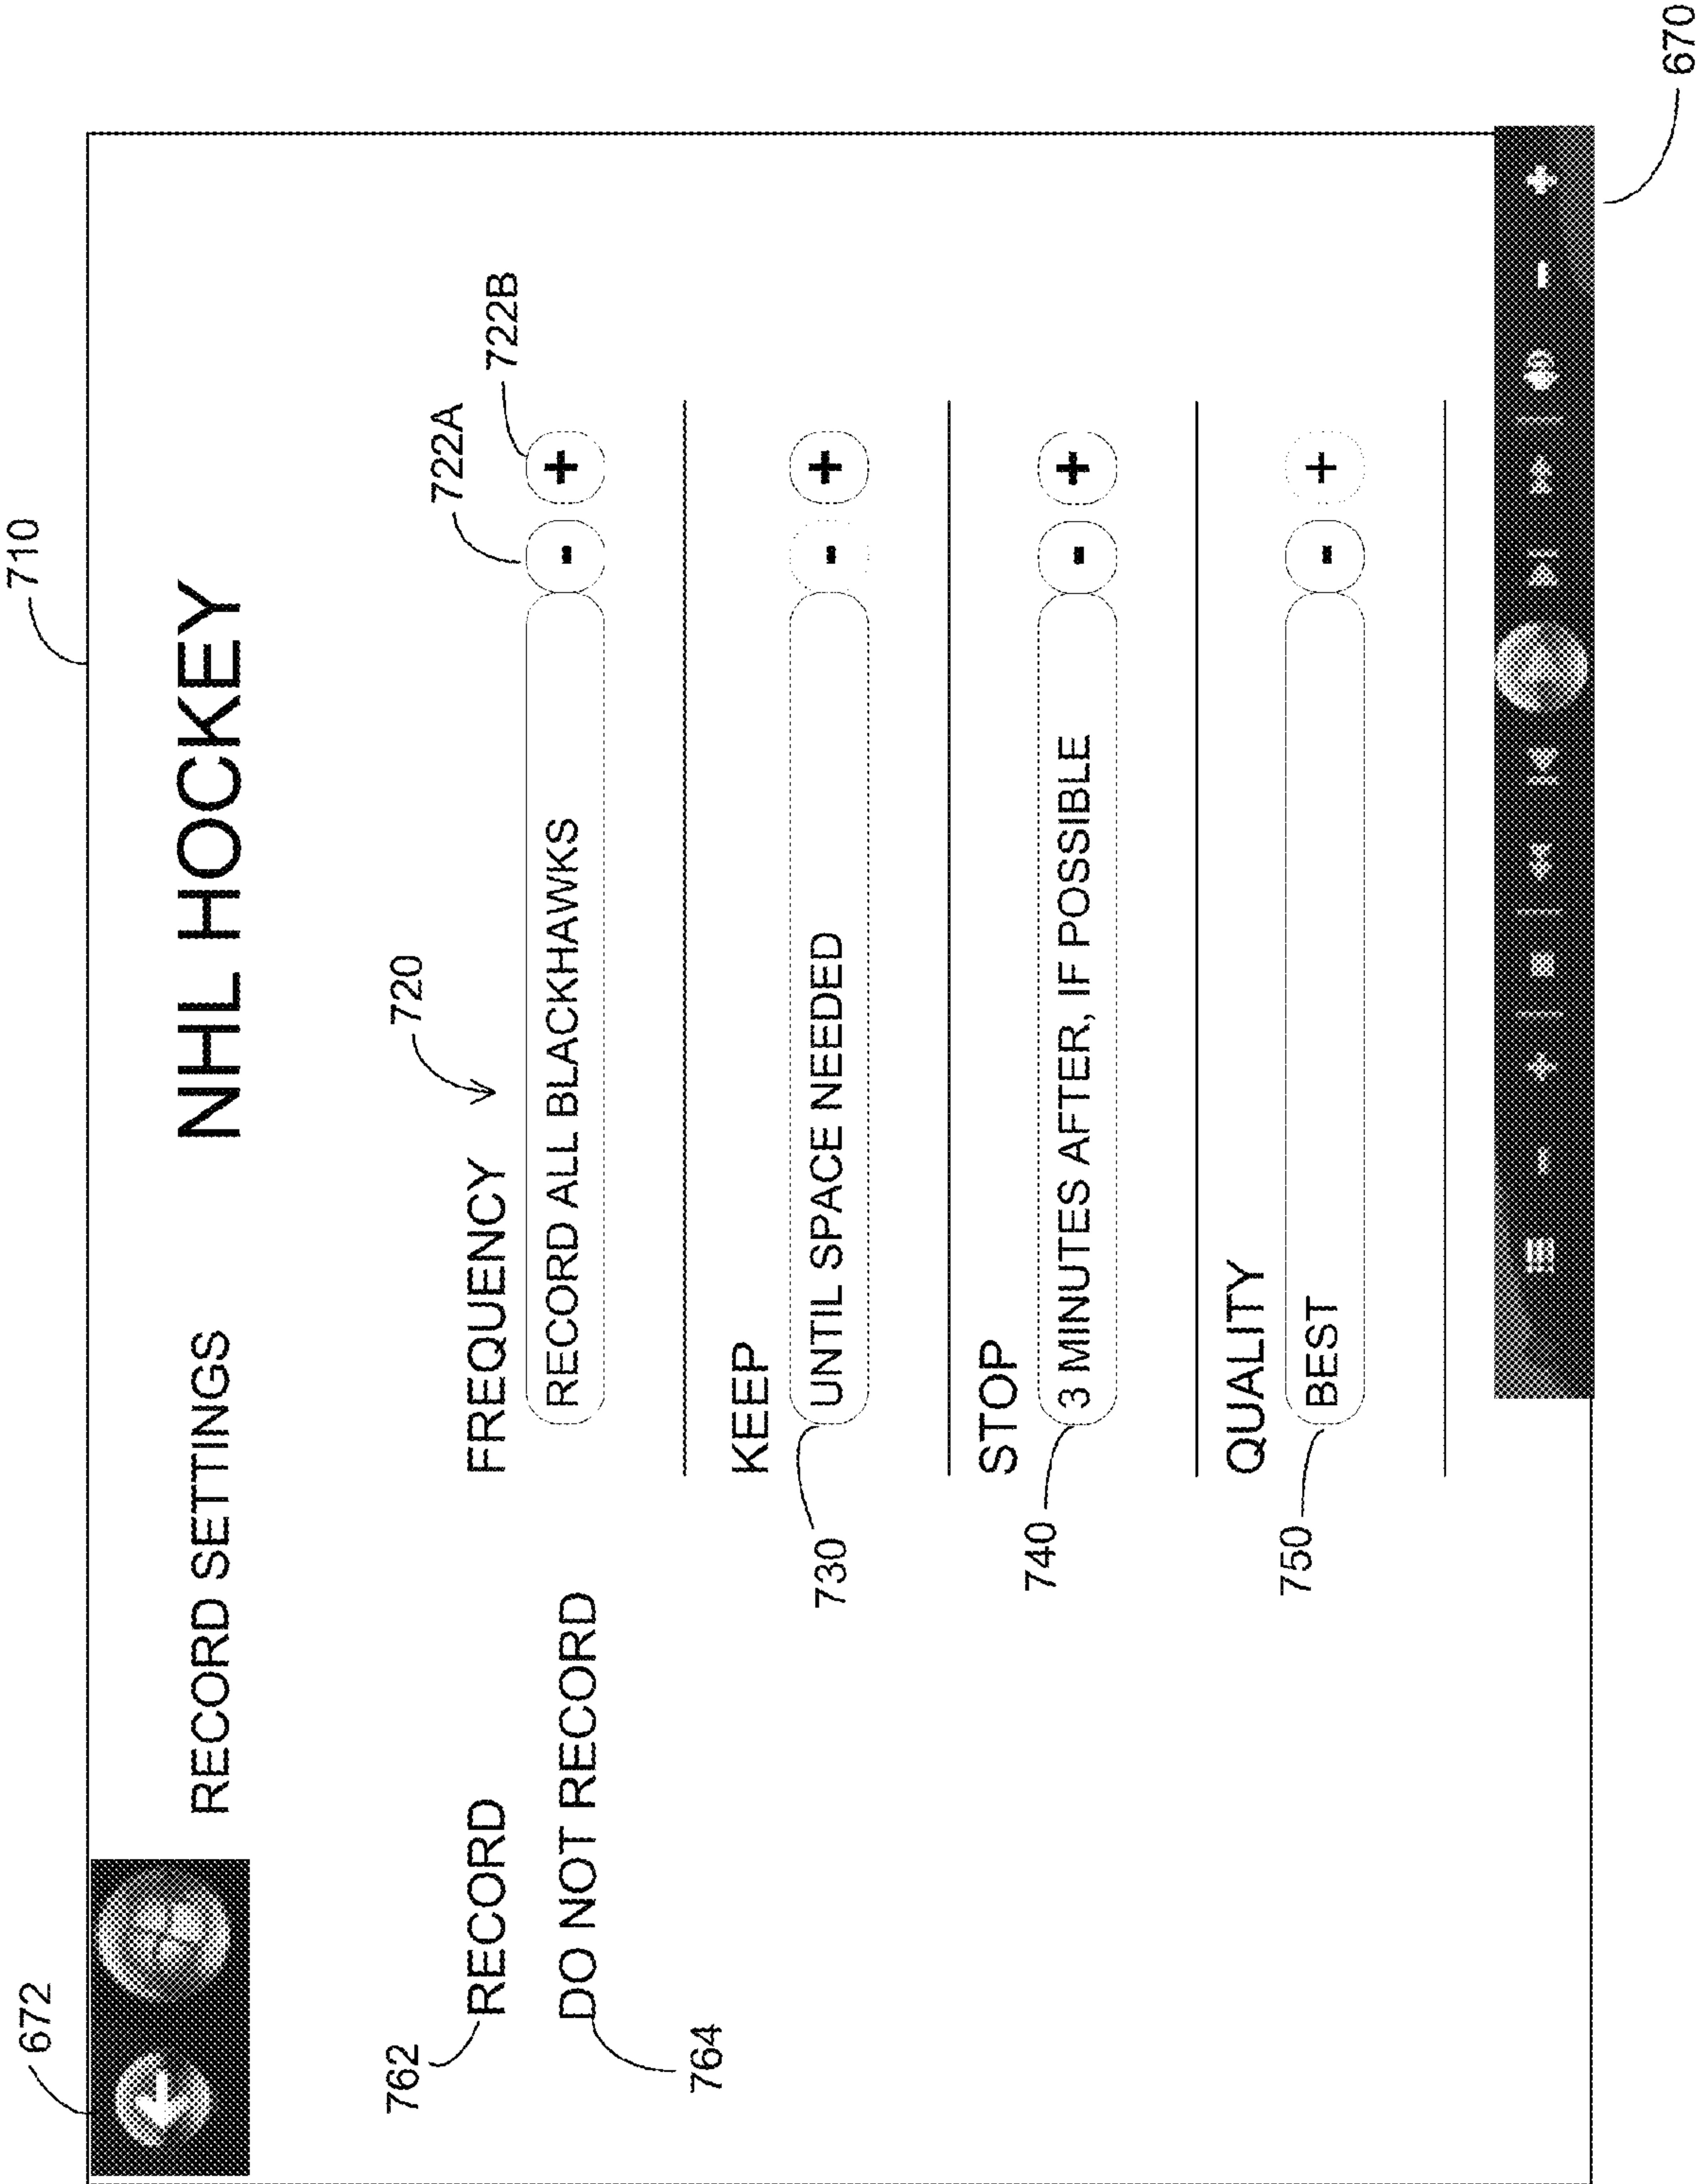 710
672
RECORD SETTINGS
NHL HOCKEY
762
RECORD
764
DO NOT RECORD
720
FREQUENCY
722A
722B
RECORD ALL BLACKHAWKS - +
KEEP
730
UNTIL SPACE NEEDED - +
STOP
740
3 MINUTES AFTER, IF POSSIBLE - +
QUALITY
750
BEST - +
670